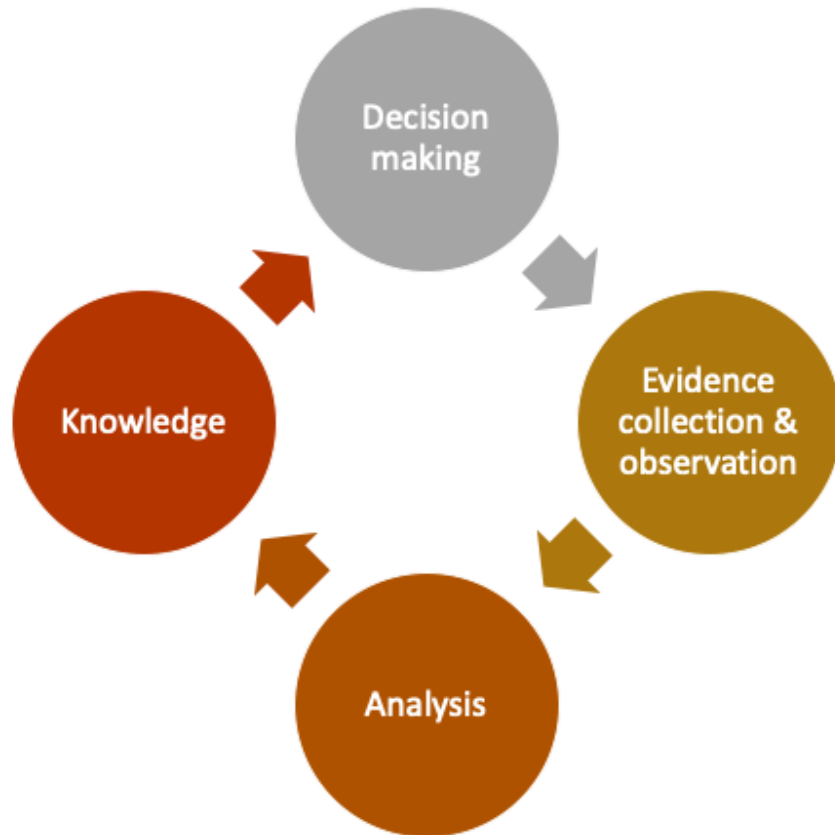 Decision
making
Evidence
collection &
observation
Analysis
Knowledge